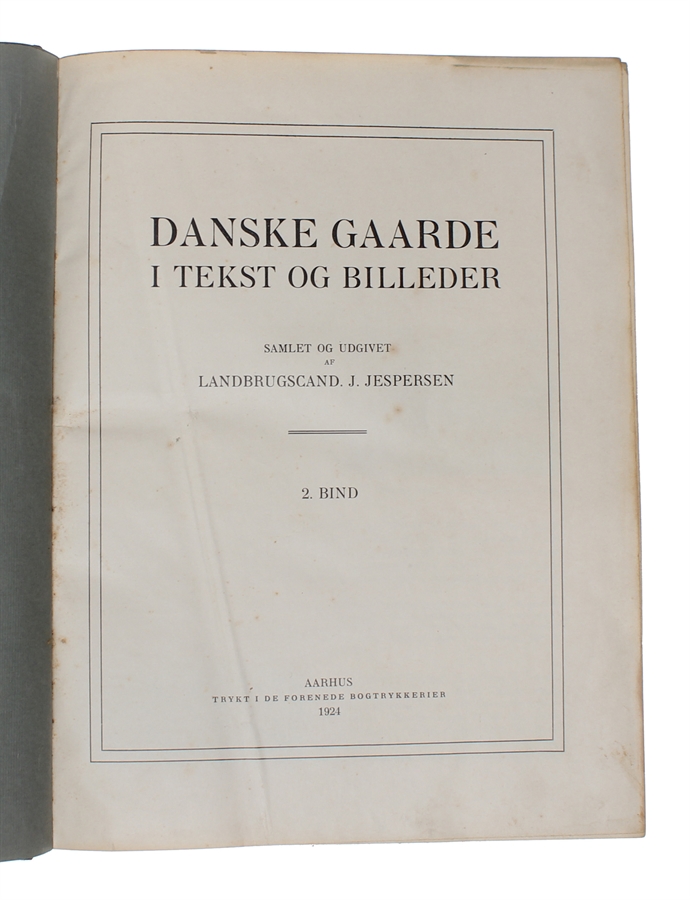 DANSKE GAARDE
I TEKST OG BILLEDER
SAMLET OG UDGIVET
AF
LANDBRUGSCAND. J. JESPERSEN
2. BIND
AARHUS
TRYKT I DE FORENEDE BOGTRYKKERIER
1924